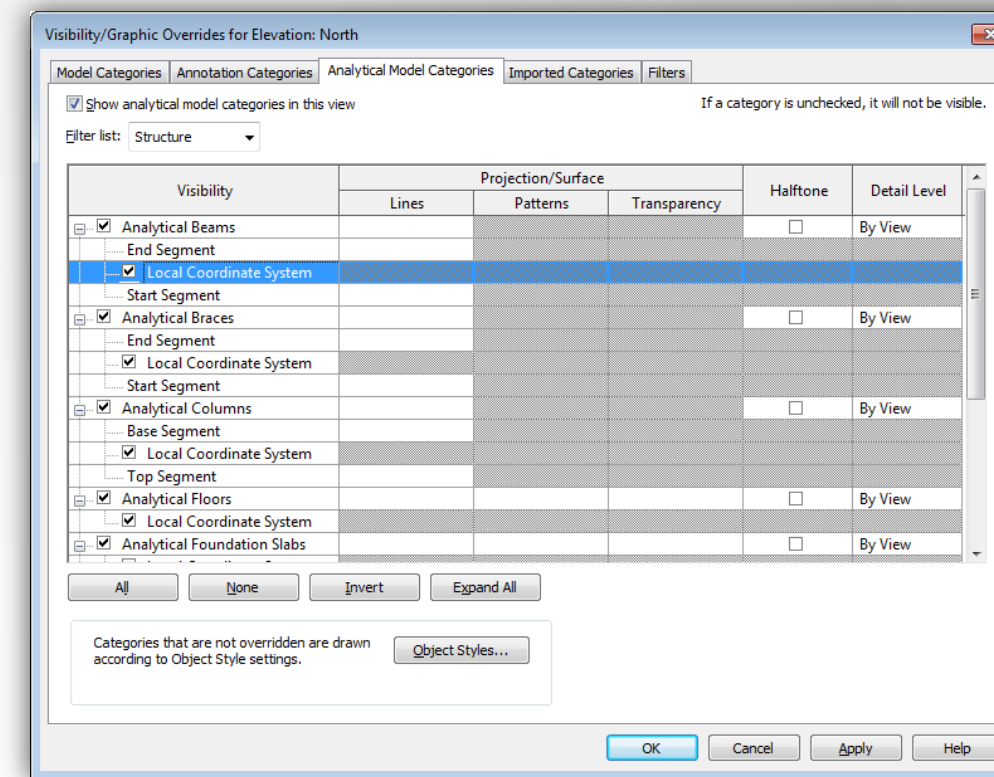 Visibility/Graphic Overrides for Elevation: North
Model Categories Annotation Categories Analytical Model Categories Imported Categories Filters
Show analytical model categories in this view If a category is unchecked, it will not be visible.
Filter list: Structure
Visibility Projection/Surface Halftone Detail Level
Lines Patterns Transparency
Analytical Beams By View
End Segment
Local Coordinate System
Start Segment
Analytical Braces By View
End Segment
Local Coordinate System
Start Segment
Analytical Columns By View
Base Segment
Local Coordinate System
Top Segment
Analytical Floors By View
Local Coordinate System
Analytical Foundation Slabs By View
All None Invert Expand All
Categories that are not overridden are drawn
according to Object Style settings.
Object Styles...
OK Cancel Apply Help